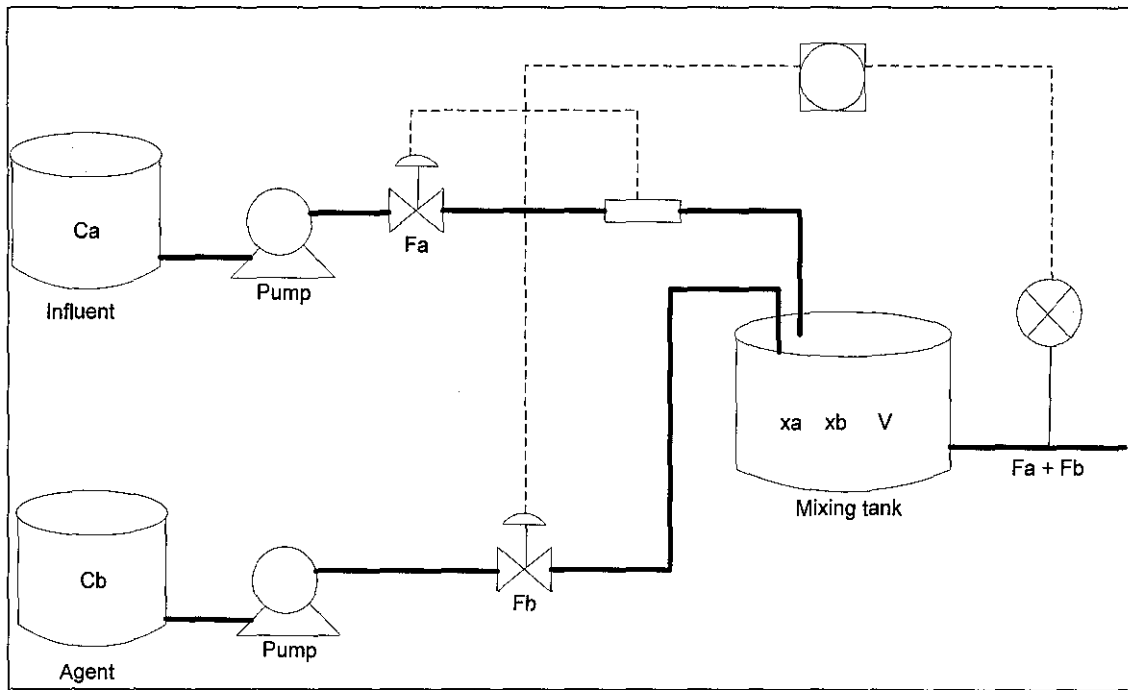 Ca
Influent
Pump
Fa
xa xb V
Mixing tank
Fa + Fb
Cb
Agent
Pump
Fb